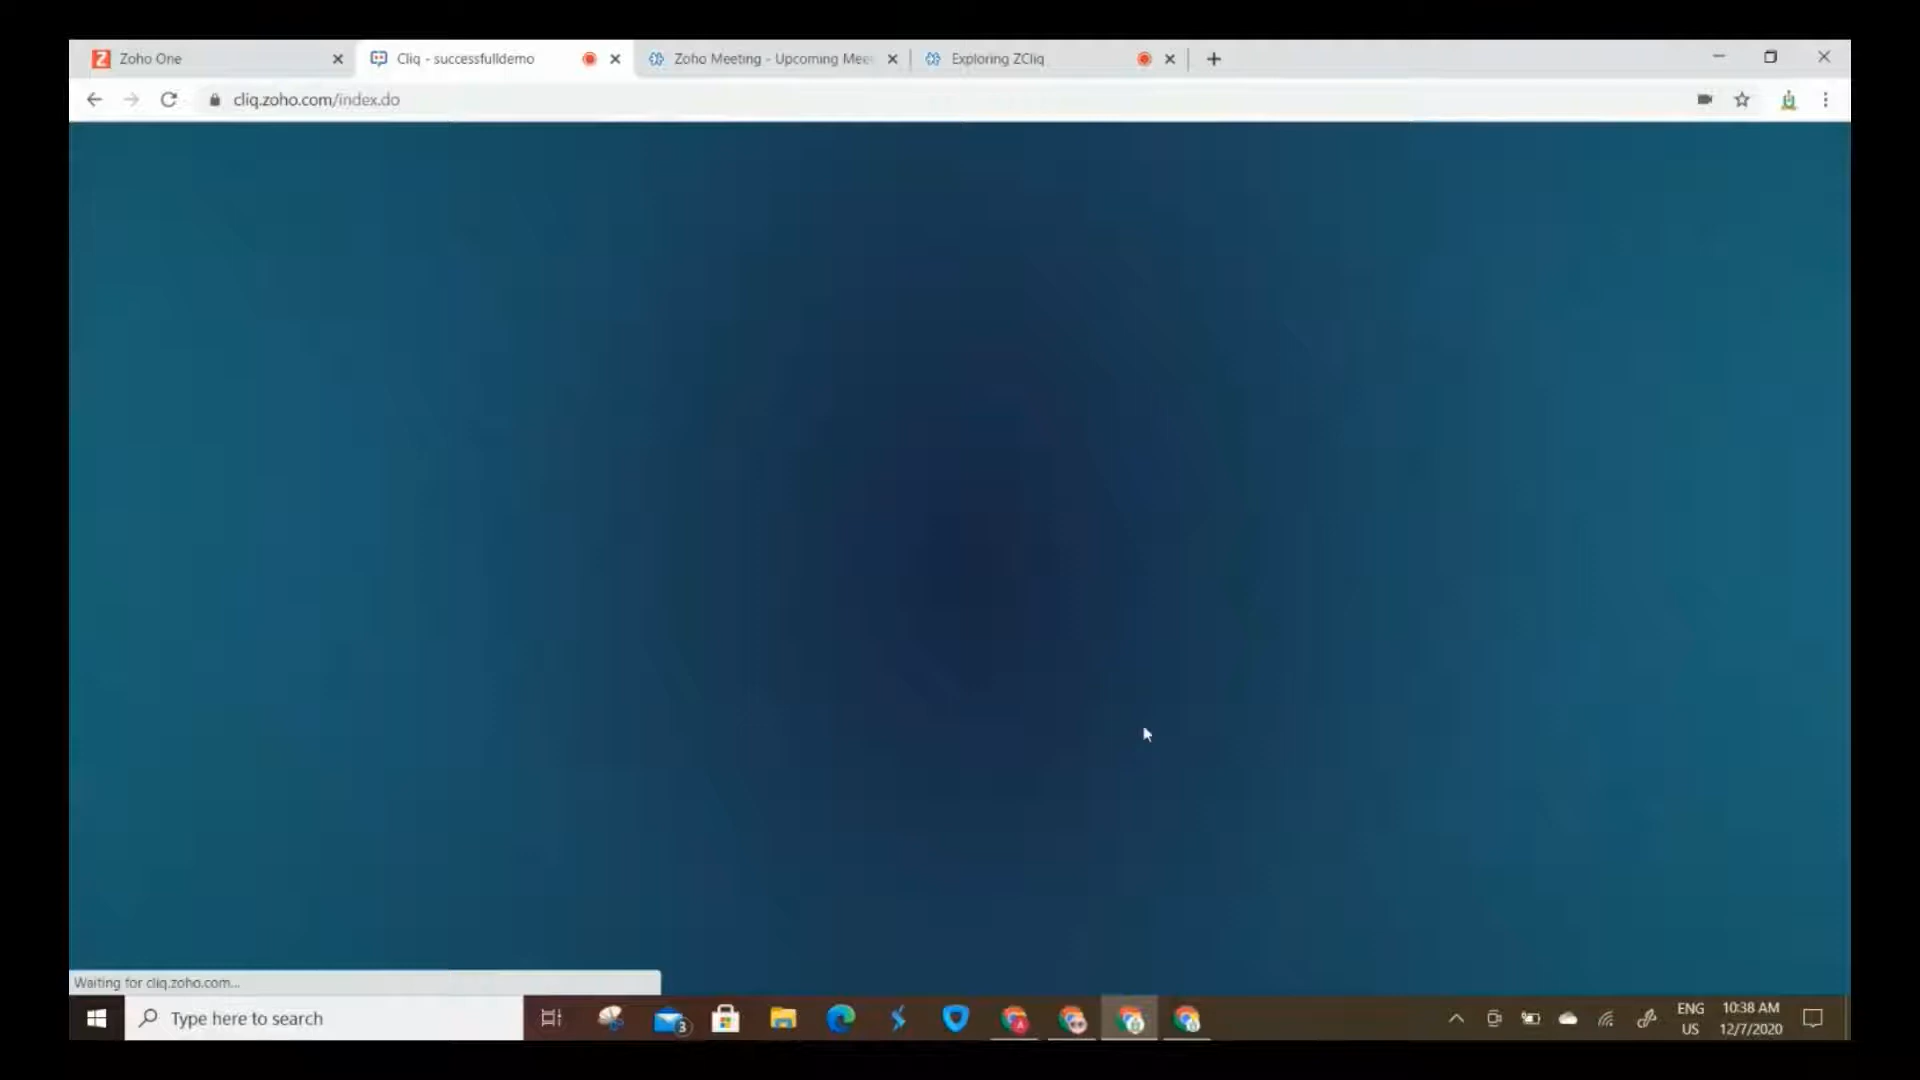 Zoho One
Cliq - successfulldemo
Zoho Meeting - Upcoming Mee
Exploring ZCliq
cliq.zoho.com/index.do
Waiting for cliq.zoho.com...
Type here to search
3
A
ENG
US
10:38 AM
12/7/2020